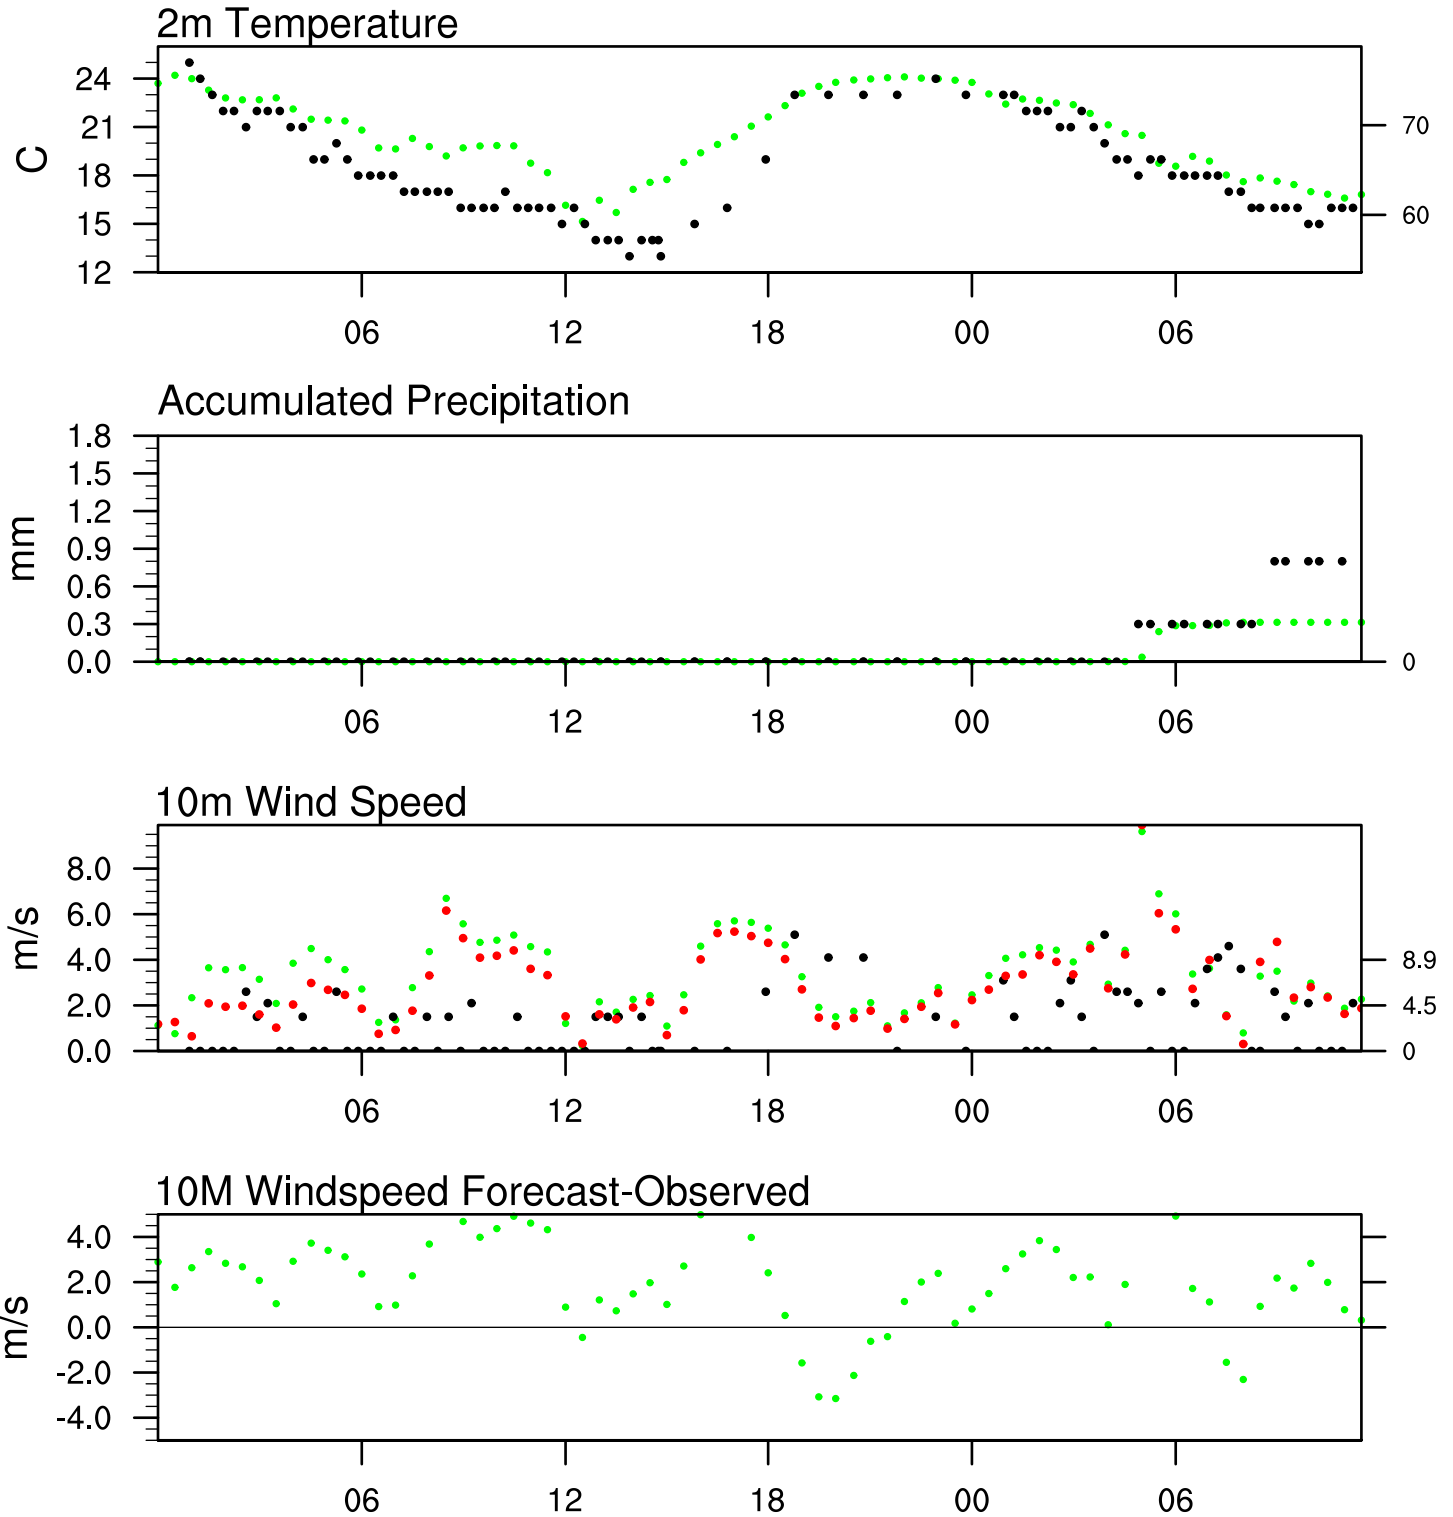 2m Temperature
C
24
21
18
15
12
70
60
06 12 18 00 06
Accumulated Precipitation
mm
1.8
1.5
1.2
0.9
0.6
0.3
0.0
0
06 12 18 00 06
10m Wind Speed
m/s
8.0
6.0
4.0
2.0
0.0
8.9
4.5
0
06 12 18 00 06
10M Windspeed Forecast-Observed
m/s
4.0
2.0
0.0
-2.0
-4.0
06 12 18 00 06